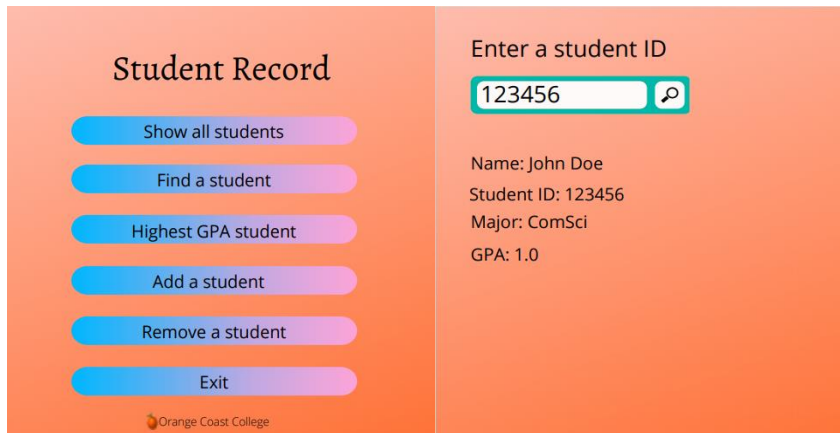 Student Record
Show all students
Find a student
Highest GPA student
Add a student
Remove a student
Exit
Orange Coast College
Enter a student ID
123456
Name: John Doe
Student ID: 123456
Major: ComSci
GPA: 1.0